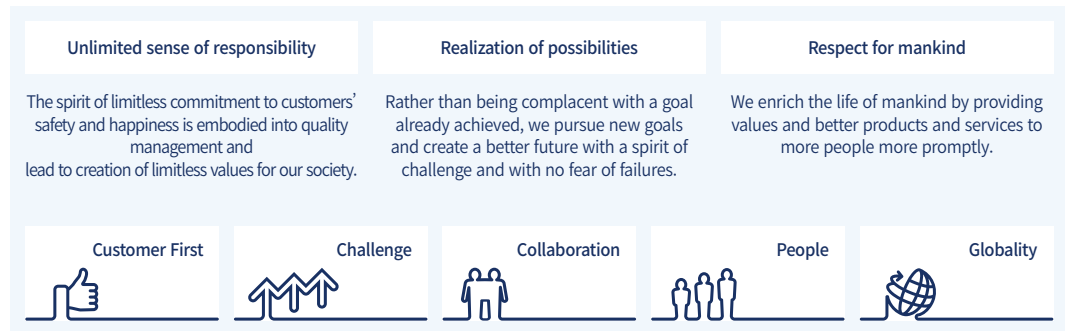 Unlimited sense of responsibility
The spirit of limitless commitment to customers’
safety and happiness is embodied into quality
management and
lead to creation of limitless values for our society.
Realization of possibilities
Rather than being complacent with a goal
already achieved, we pursue new goals
and create a better future with a spirit of
challenge and with no fear of failures.
Respect for mankind
We enrich the life of mankind by providing
values and better products and services to
more people more promptly.
Customer First
Challenge
Collaboration
People
Globality